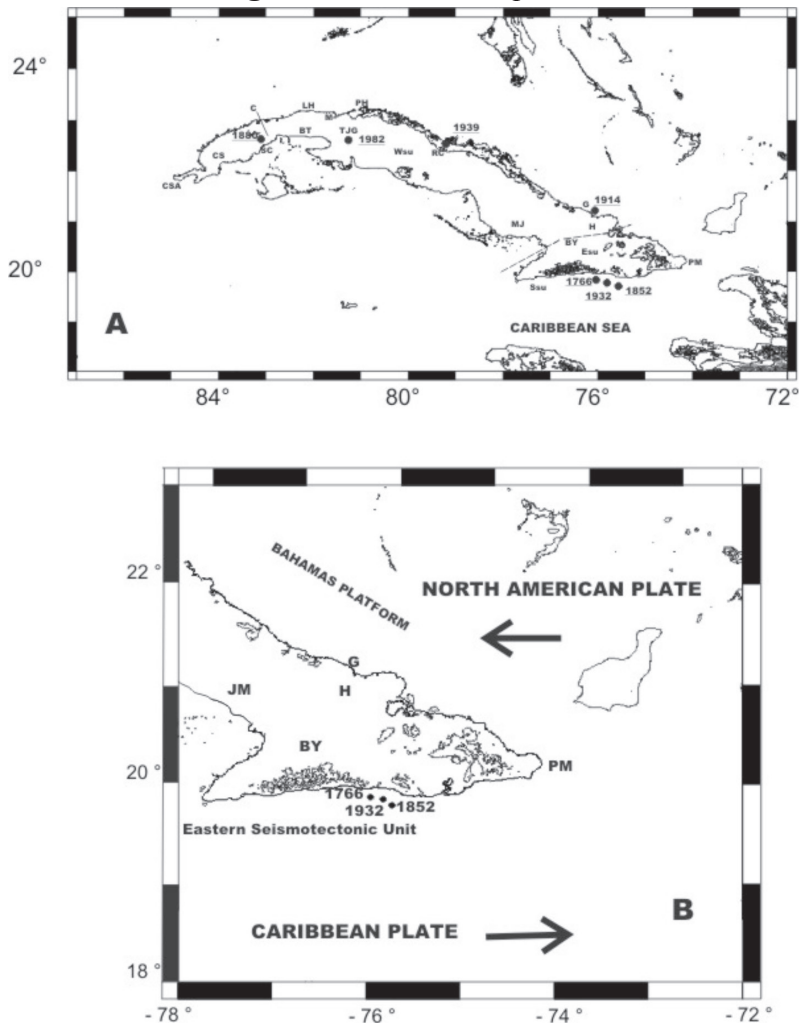 24°
LH
PH
C
M
1880
BT
TJG
1982
1939
CS
SC
L
Wsu
RC
CSA
G
1914
MJ
H
BY
Esu
20°
PM
Ssu
1766
1932
1852
A
CARIBBEAN SEA
84°
80°
76°
72°
22 °
BAHAMAS PLATFORM
NORTH AMERICAN PLATE
G
JM
H
BY
20 °
PM
1766
1932
1852
Eastern Seismotectonic Unit
CARIBBEAN PLATE
B
18 °
- 78°
- 76°
- 74°
- 72°